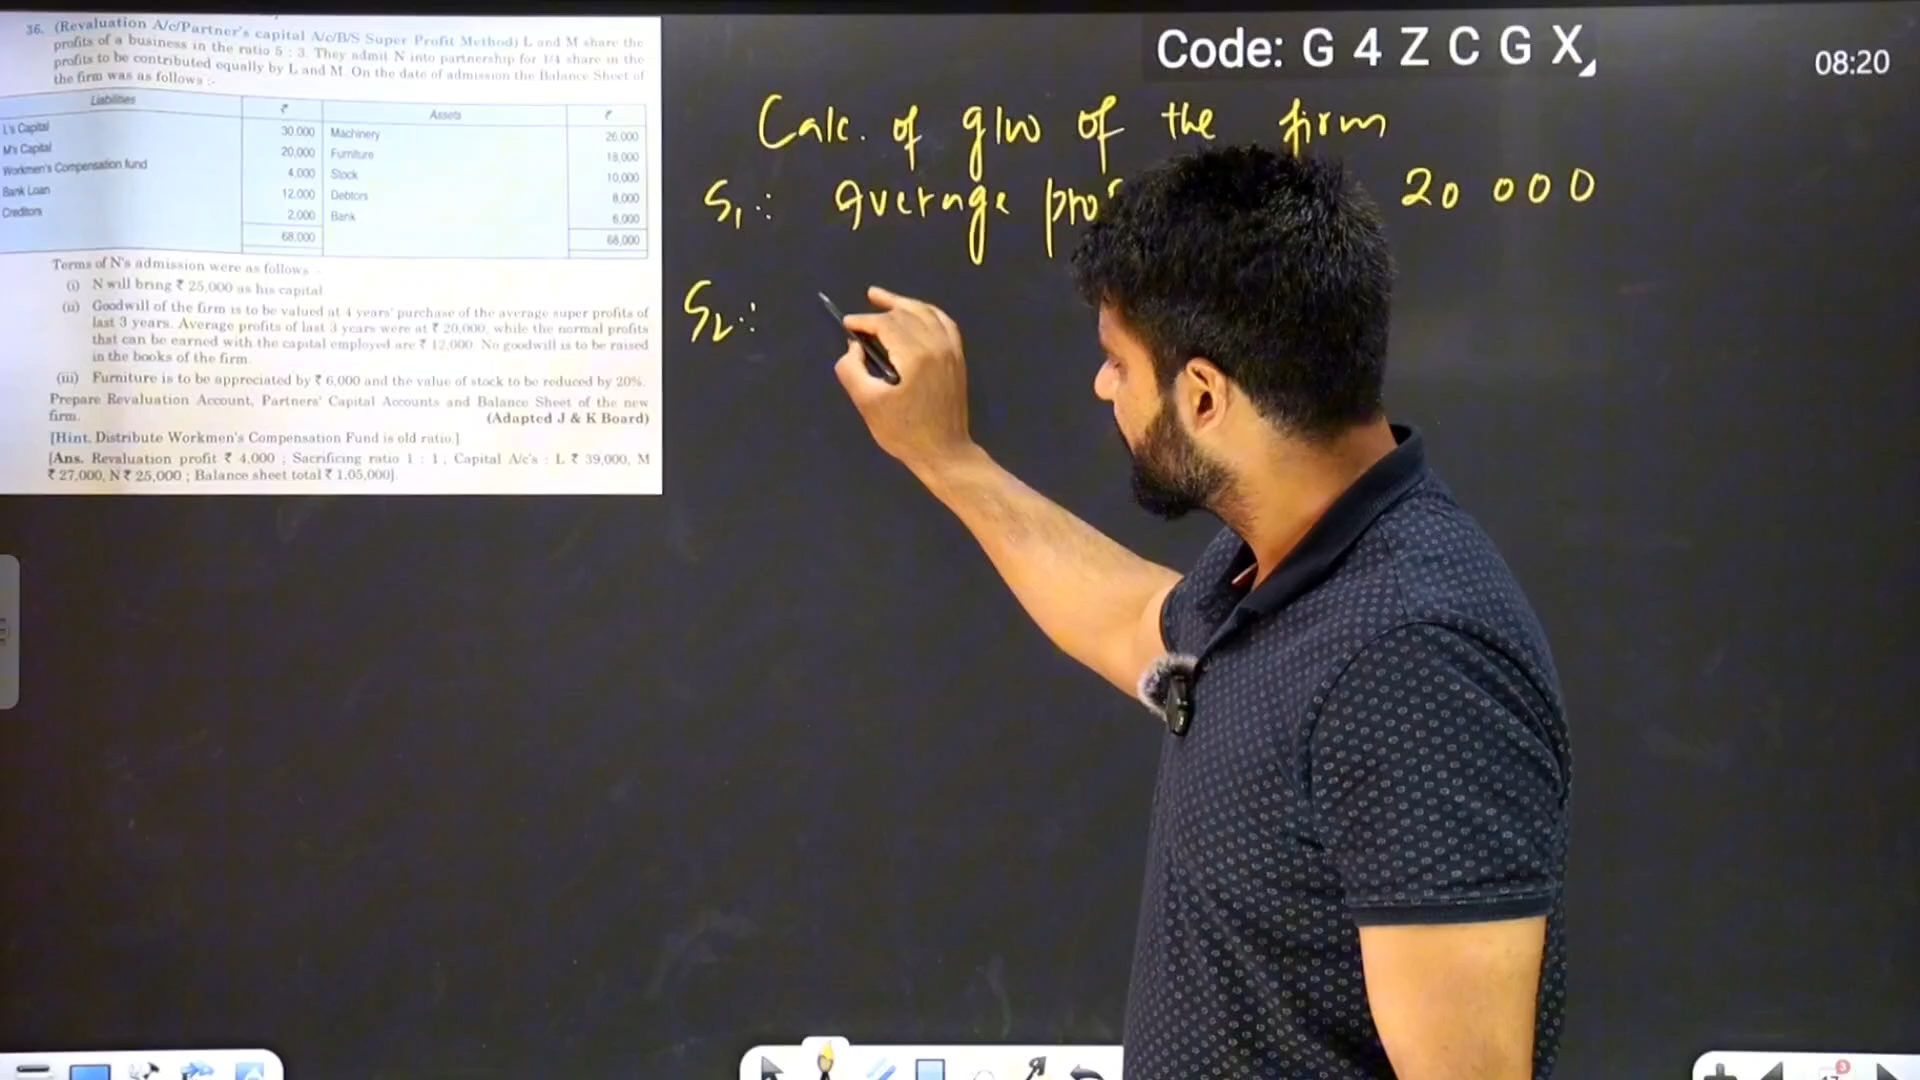 36. (Revaluation A/c/Partner's capital A/c/B/S Super Profit Method) L and M share the
profits of a business in the ratio 5 : 3. They admit N into partnership for 1/4 share in the
profits to be contributed equally by L and M. On the date of admission the Balance Sheet of
the firm was as follows :-
Liabilities ₹ Assets ₹
L's Capital 30,000 Machinery 26,000
M's Capital 20,000 Furniture 18,000
Workmen's Compensation fund 4,000 Stock 10,000
Bank Loan 12,000 Debtors 8,000
Creditors 2,000 Bank 6,000
68,000 68,000
Terms of N's admission were as follows :-
(i) N will bring ₹ 25,000 as his capital
(ii) Goodwill of the firm is to be valued at 4 years' purchase of the average super profits of
last 3 years. Average profits of last 3 years were at ₹ 20,000, while the normal profits
that can be earned with the capital employed are ₹ 12,000. No goodwill is to be raised
in the books of the firm.
(iii) Furniture is to be appreciated by ₹ 6,000 and the value of stock to be reduced by 20%.
Prepare Revaluation Account, Partners' Capital Accounts and Balance Sheet of the new
firm. (Adapted J & K Board)
[Hint. Distribute Workmen's Compensation Fund is old ratio.]
[Ans. Revaluation profit ₹ 4,000 ; Sacrificing ratio 1 : 1 ; Capital A/c's : L ₹ 39,000, M
₹ 27,000, N ₹ 25,000 ; Balance sheet total ₹ 1,05,000].
Code: G 4 Z C G X
08:20
Calc. of g/w of the firm
S1: Average 20 000
S2:
3